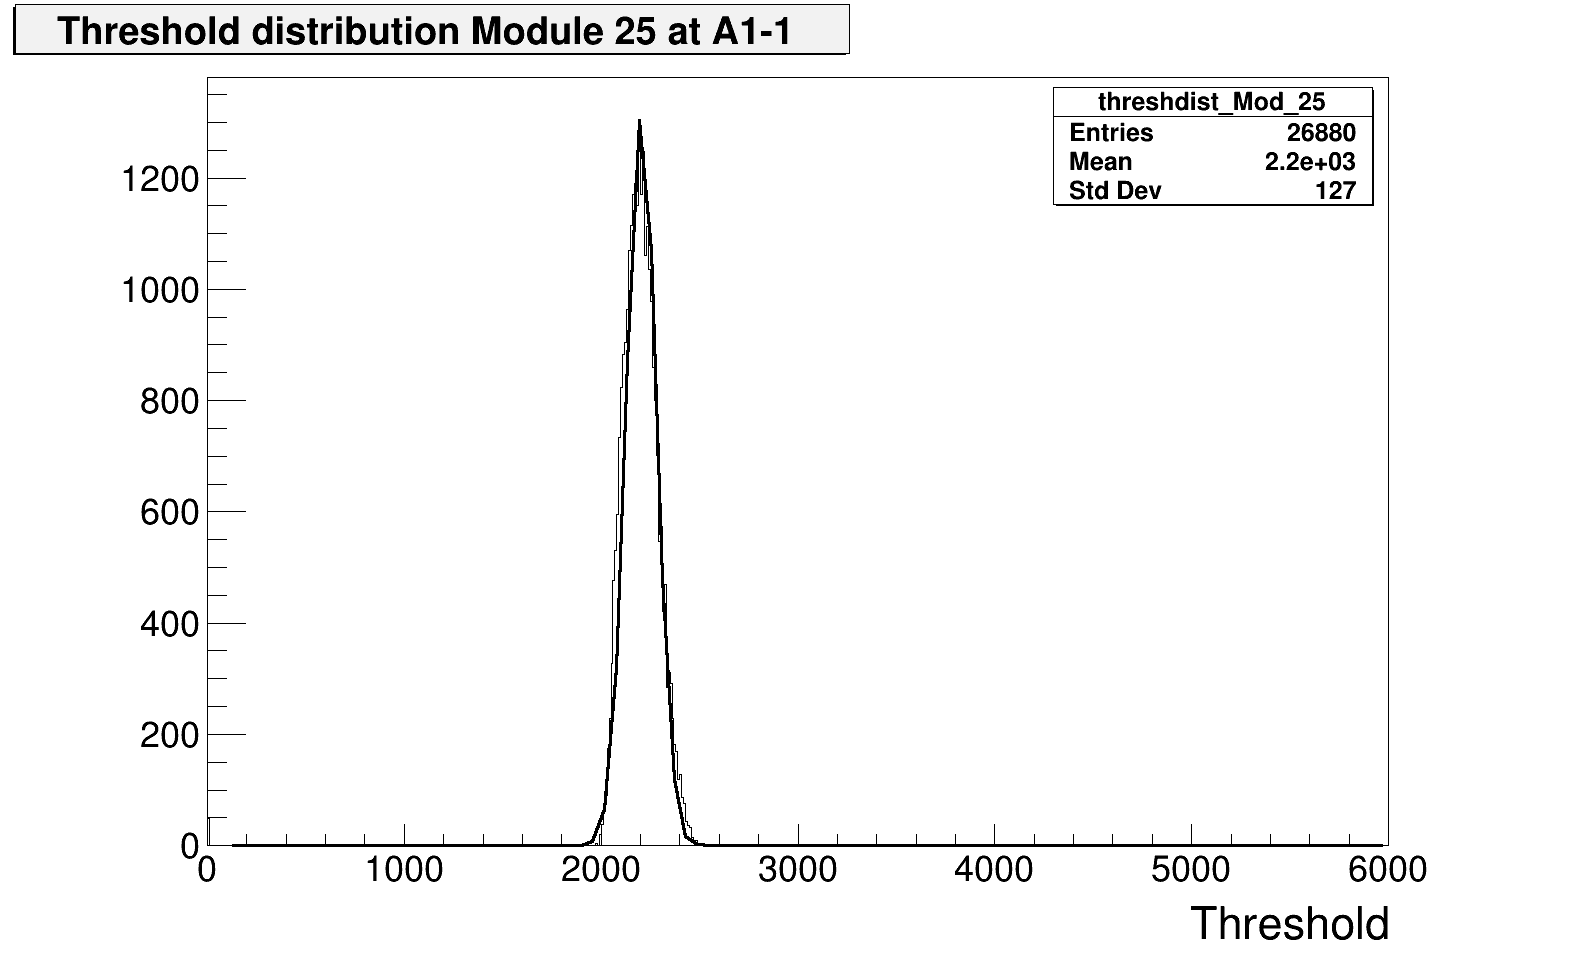 Threshold distribution Module 25 at A1-1
threshdist_Mod_25
Entries 26880
Mean 2.2e+03
Std Dev 127
1200
1000
800
600
400
200
0
0 1000 2000 3000 4000 5000 6000
Threshold